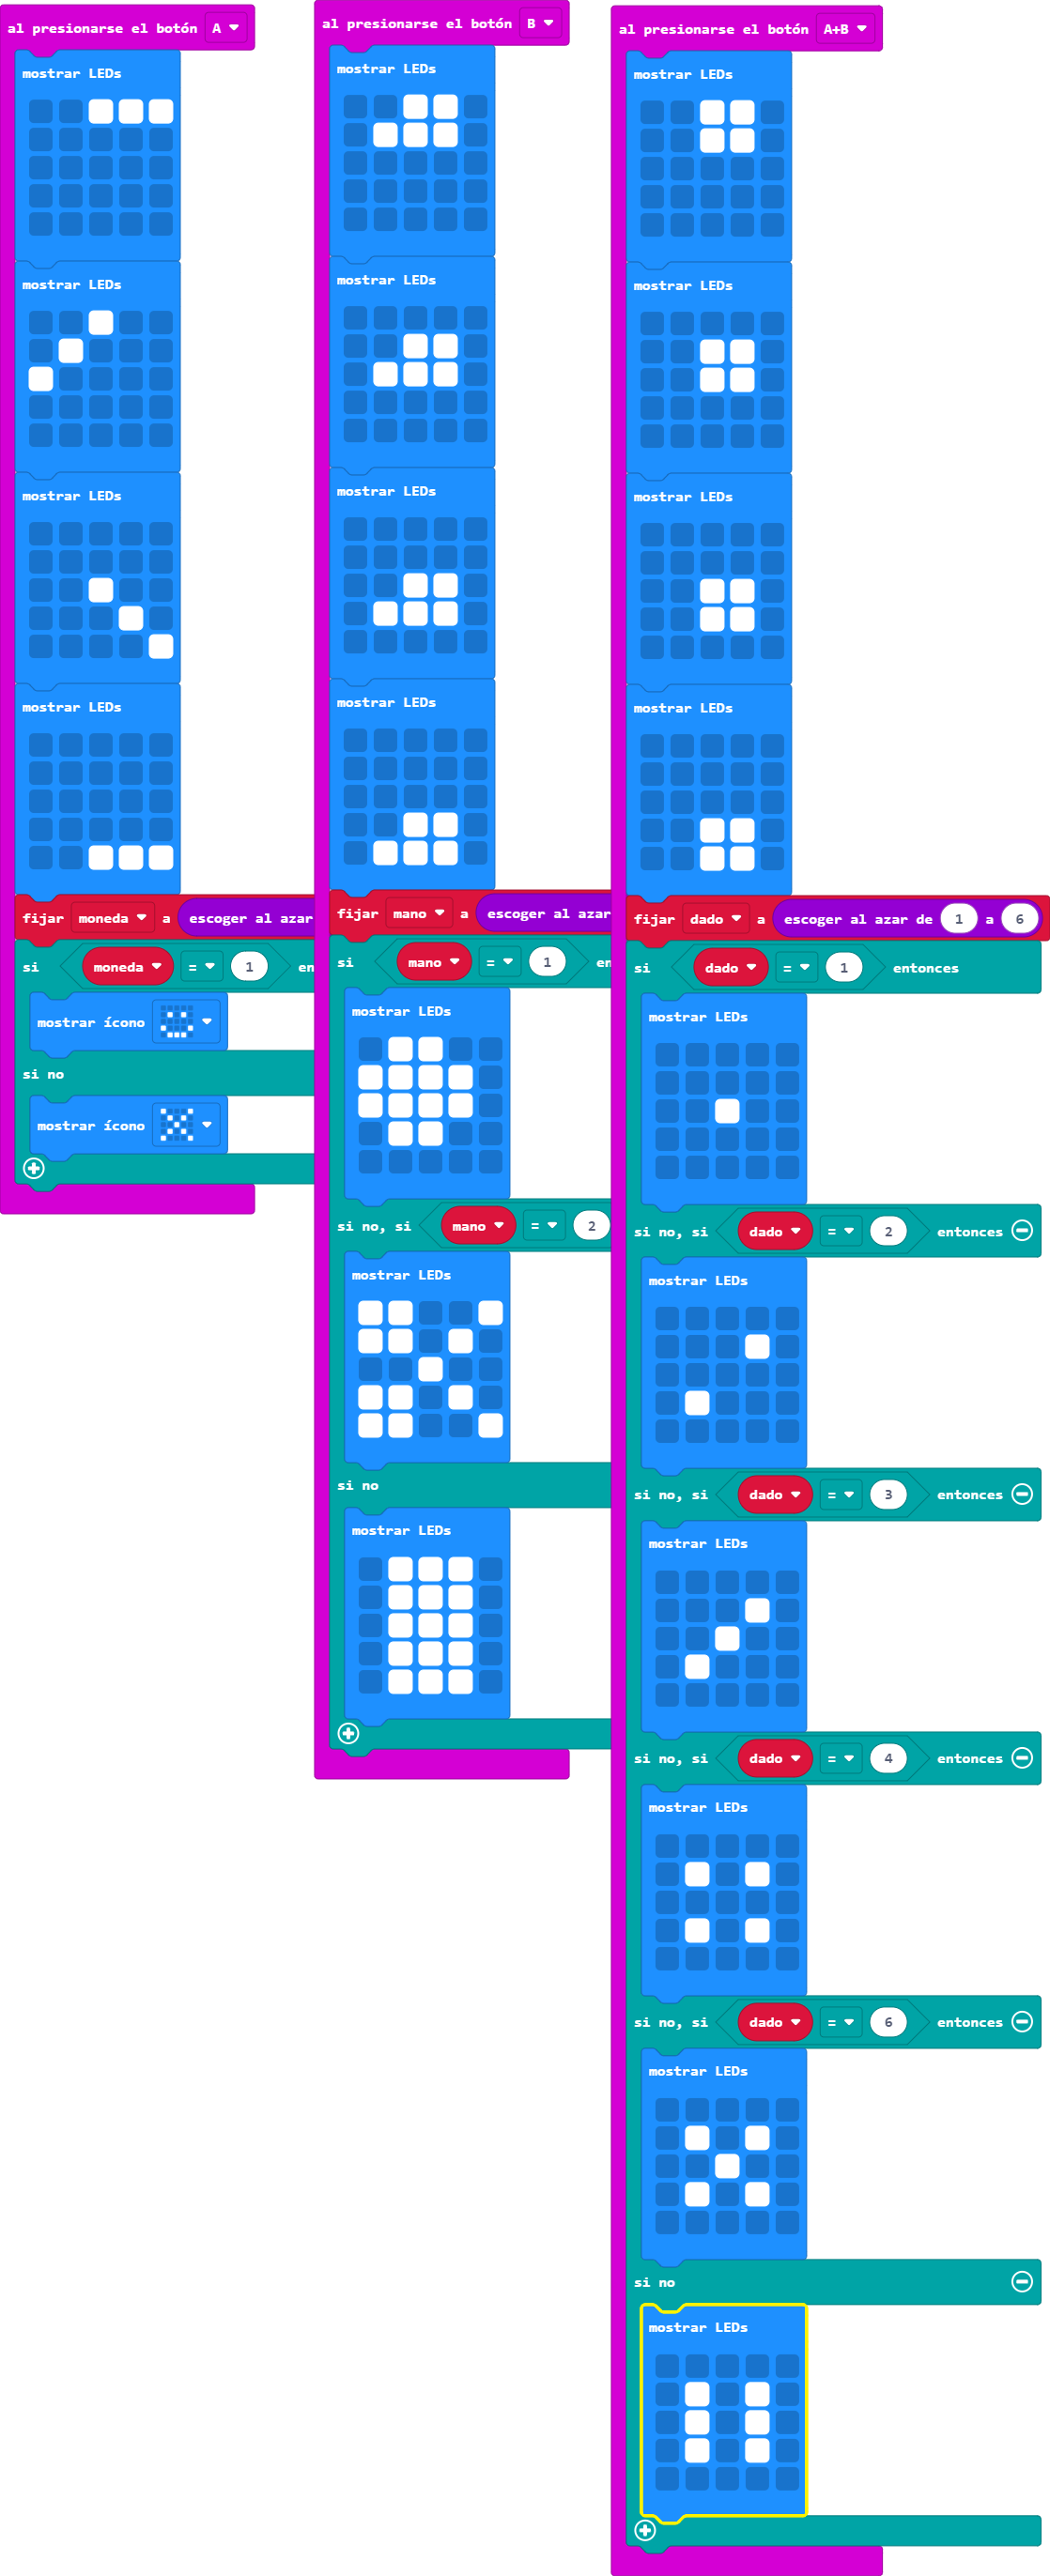 al presionarse el botón A
mostrar LEDs
mostrar LEDs
mostrar LEDs
mostrar LEDs
fijar moneda a escoger al azar
si moneda = 1 en
mostrar ícono
si no
mostrar ícono
al presionarse el botón B
mostrar LEDs
mostrar LEDs
mostrar LEDs
mostrar LEDs
fijar mano a escoger al azar
si mano = 1 en
mostrar LEDs
si no, si mano = 2
mostrar LEDs
si no
mostrar LEDs
al presionarse el botón A+B
mostrar LEDs
mostrar LEDs
mostrar LEDs
mostrar LEDs
fijar dado a escoger al azar de 1 a 6
si dado = 1 entonces
mostrar LEDs
si no, si dado = 2 entonces
mostrar LEDs
si no, si dado = 3 entonces
mostrar LEDs
si no, si dado = 4 entonces
mostrar LEDs
si no, si dado = 6 entonces
mostrar LEDs
si no
mostrar LEDs